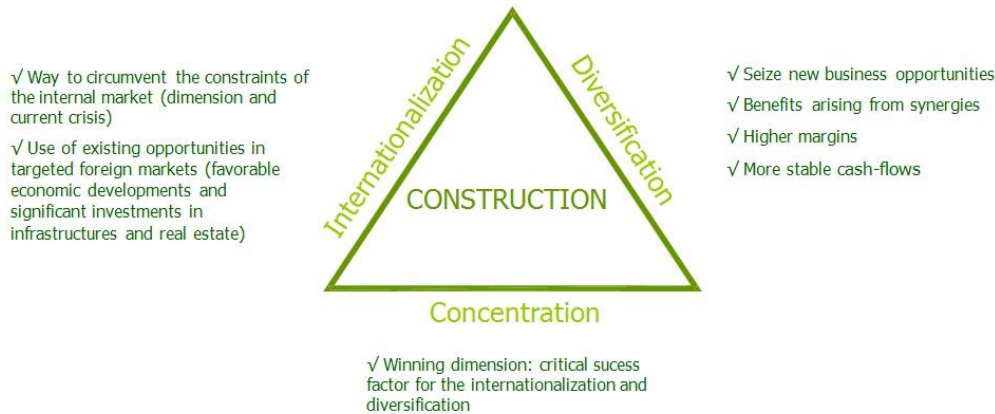 Internationalization
√ Way to circumvent the constraints of
the internal market (dimension and
current crisis)
√ Use of existing opportunities in
targeted foreign markets (favorable
economic developments and
significant investments in
infrastructures and real estate)
Diversification
√ Seize new business opportunities
√ Benefits arising from synergies
√ Higher margins
√ More stable cash-flows
CONSTRUCTION
Concentration
√ Winning dimension: critical sucess
factor for the internationalization and
diversification